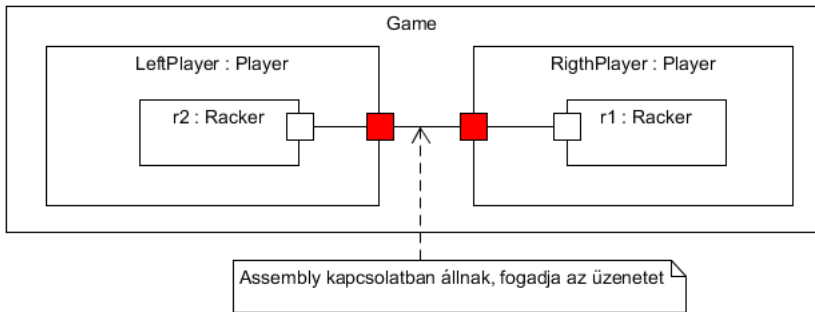 Game
LeftPlayer : Player
RigthPlayer : Player
r2 : Racker
r1 : Racker
Assembly kapcsolatban állnak, fogadja az üzenetet